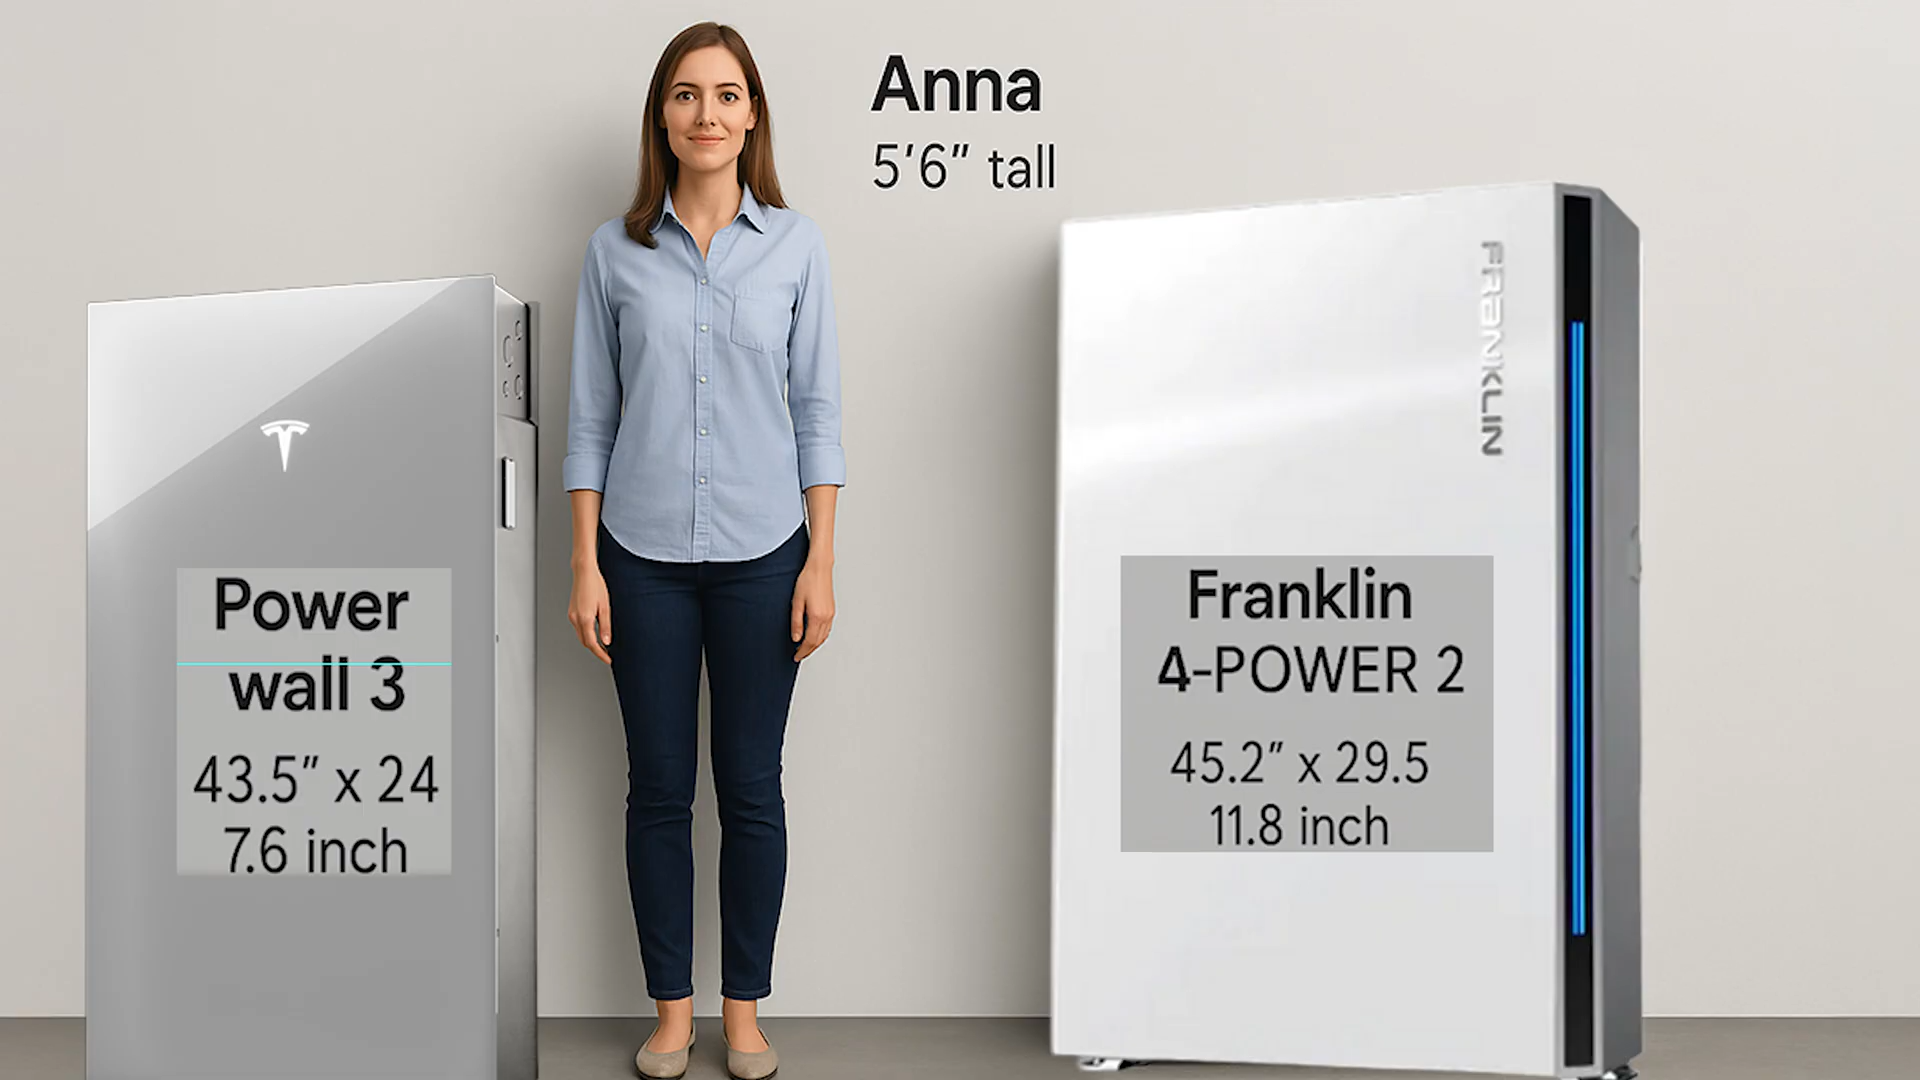 Anna
5'6" tall
FRANKLIN
Power
wall 3
43.5" x 24
7.6 inch
Franklin
4-POWER 2
45.2" x 29.5
11.8 inch